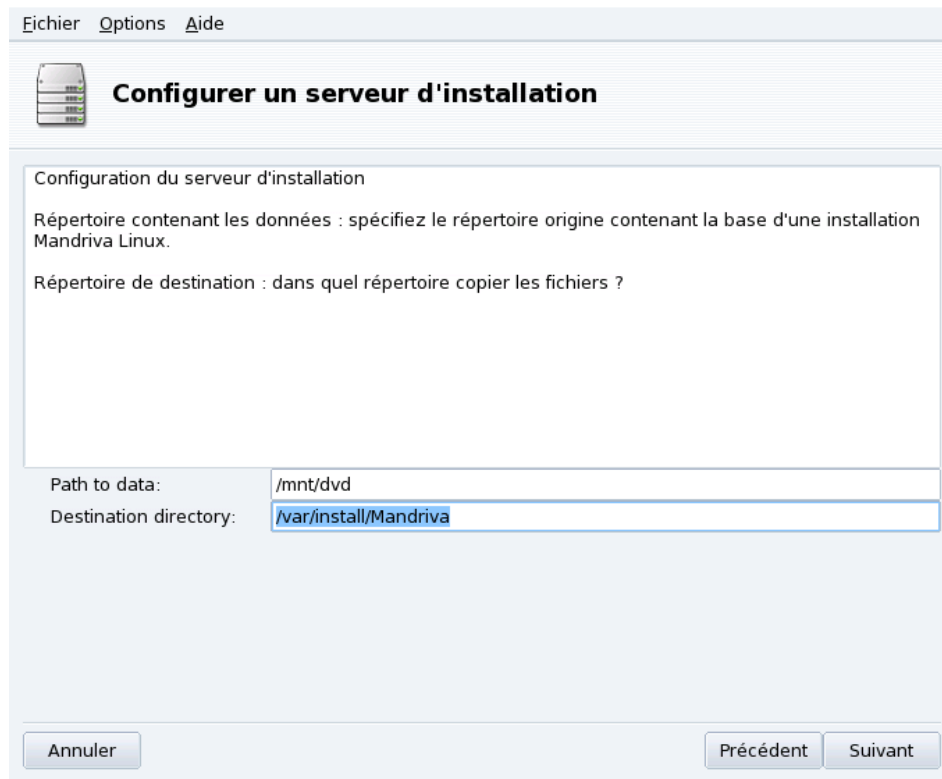 Fichier Options Aide
Configurer un serveur d'installation
Configuration du serveur d'installation
Répertoire contenant les données : spécifiez le répertoire origine contenant la base d'une installation
Mandriva Linux.
Répertoire de destination : dans quel répertoire copier les fichiers ?
Path to data: /mnt/dvd
Destination directory: /var/install/Mandriva
Annuler Précédent Suivant